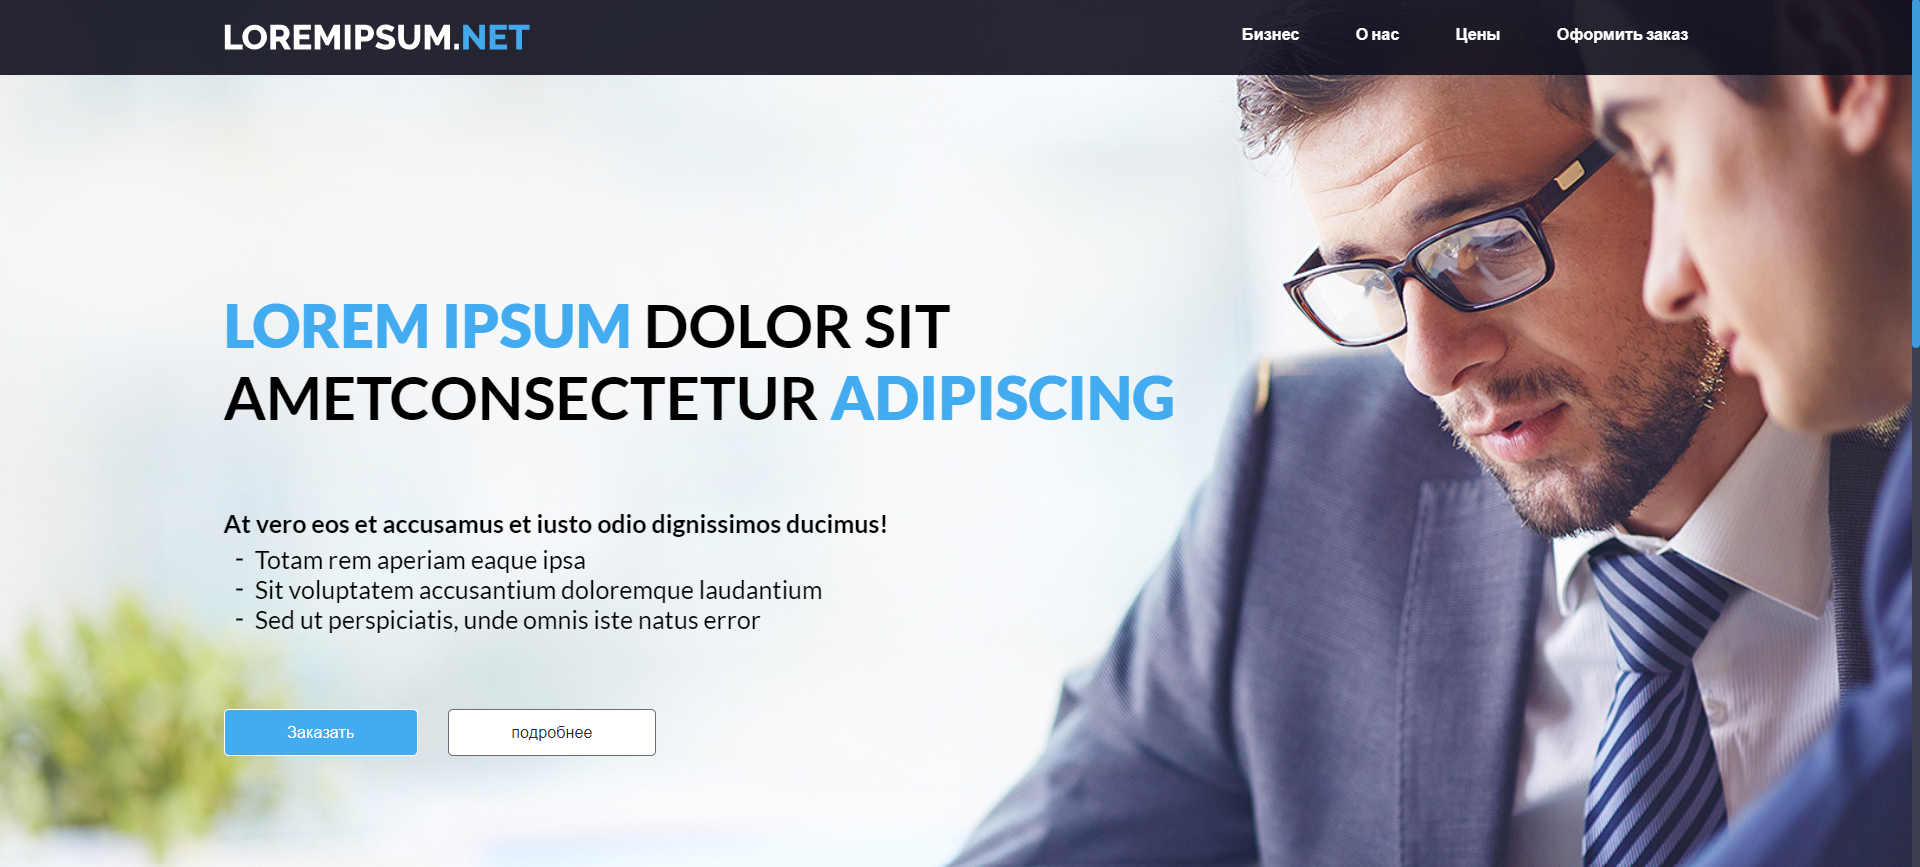 LOREMIPSUM.NET
Бизнес
О нас
Цены
Оформить заказ
LOREM IPSUM DOLOR SIT
AMETCONSECTETUR ADIPISCING
At vero eos et accusamus et iusto odio dignissimos ducimus!
- Totam rem aperiam eaque ipsa
- Sit voluptatem accusantium doloremque laudantium
- Sed ut perspiciatis, unde omnis iste natus error
Заказать
подробнее